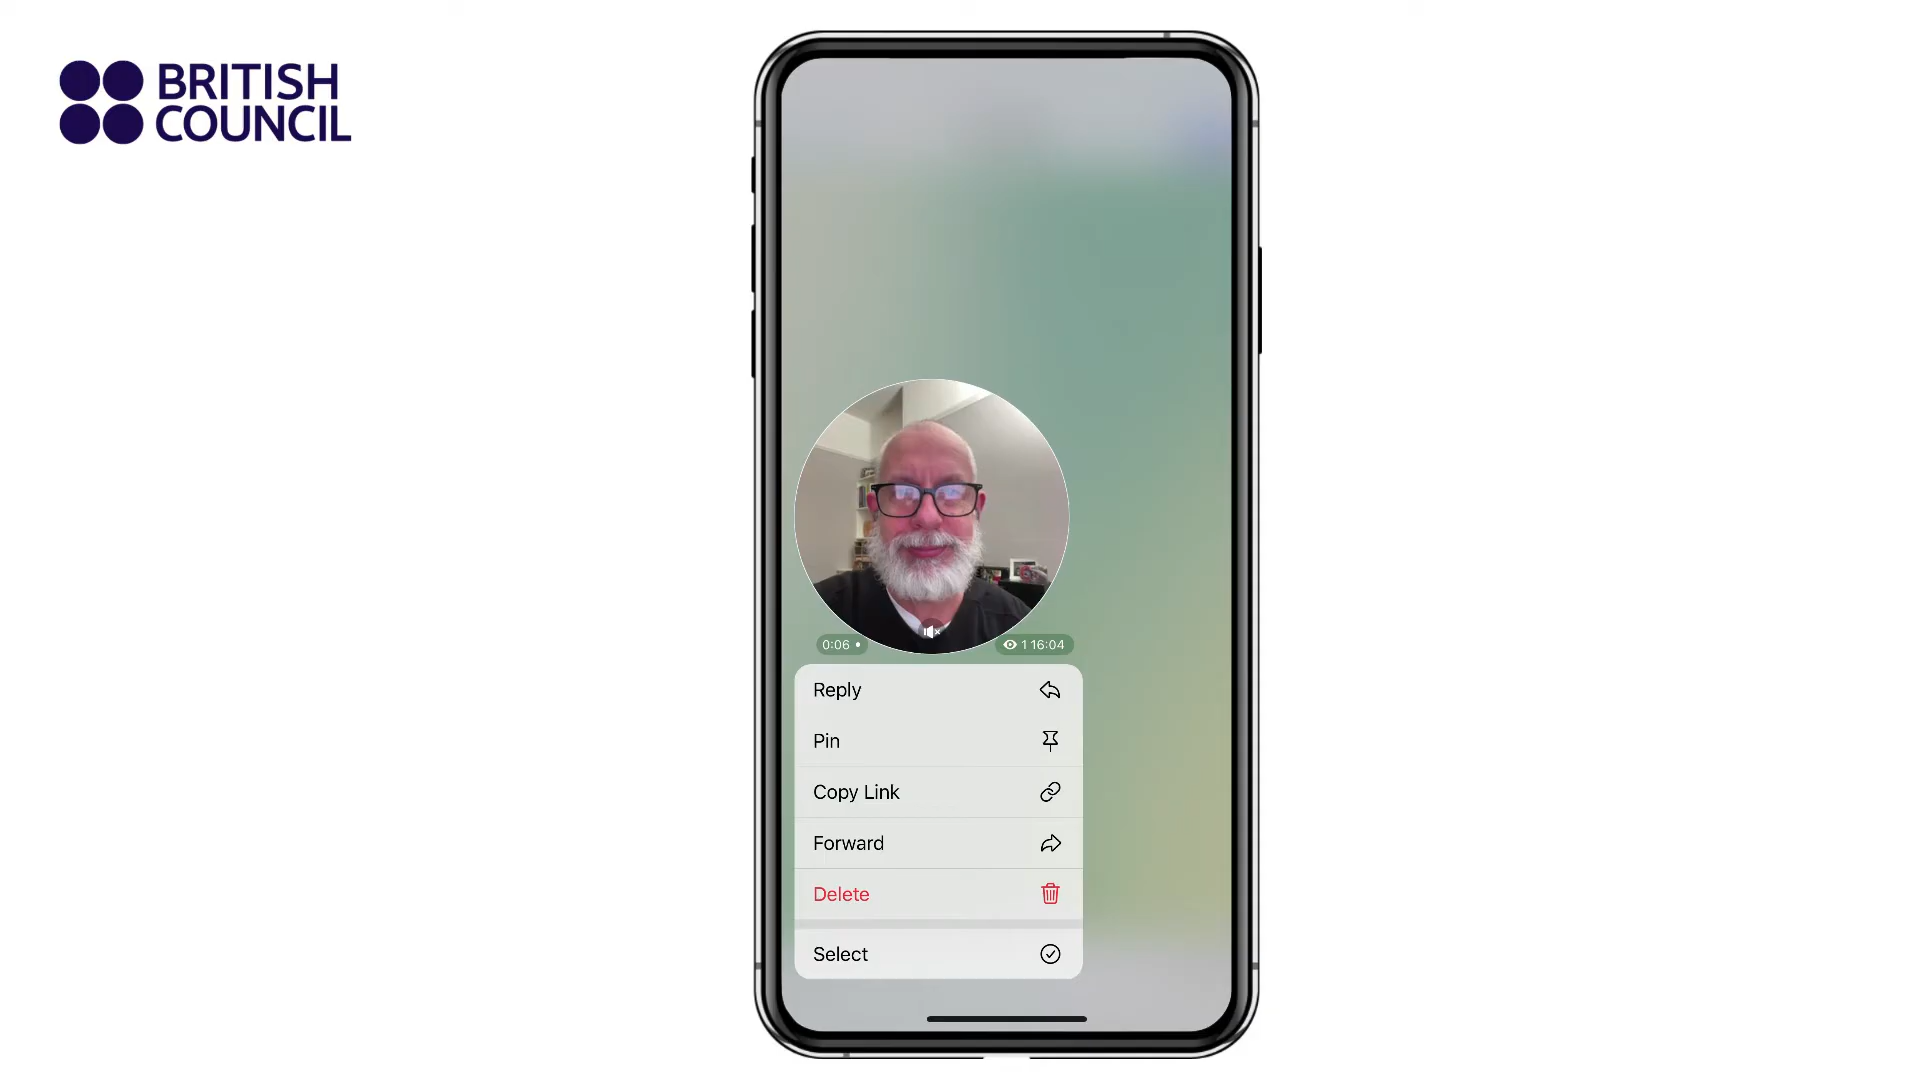 BRITISH
COUNCIL
0:06
1 16:04
Reply
Pin
Copy Link
Forward
Delete
Select